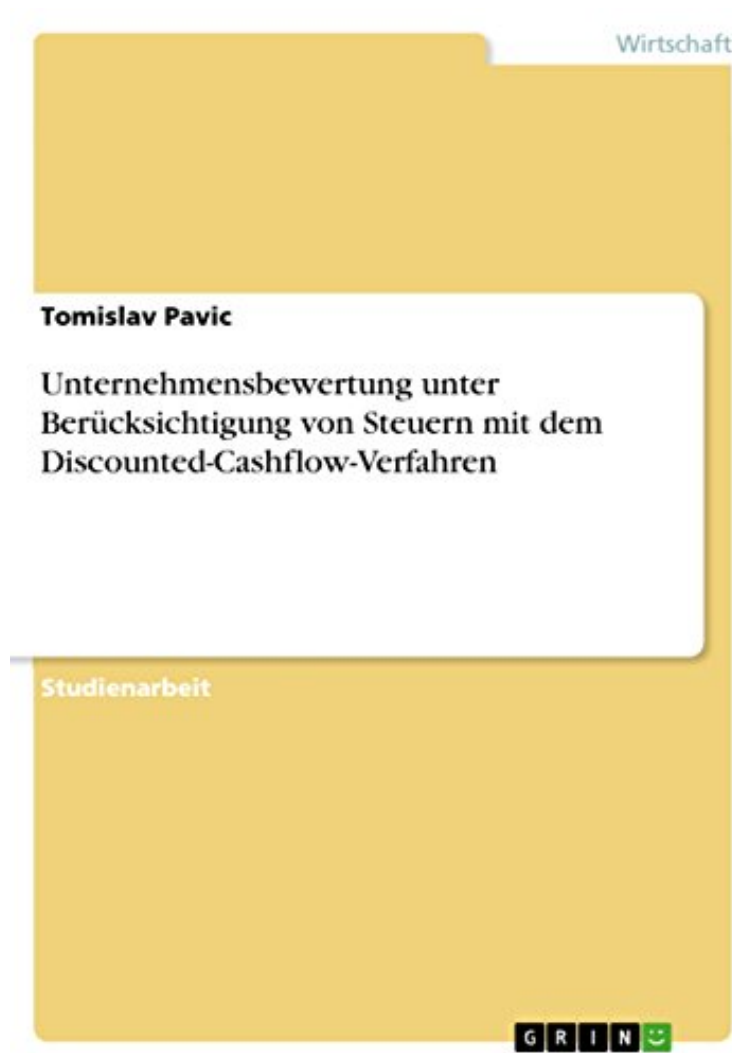 Wirtschaft
Tomislav Pavic
Unternehmensbewertung unter
Berücksichtigung von Steuern mit dem
Discounted-Cashflow-Verfahren
Studienarbeit
GRIN